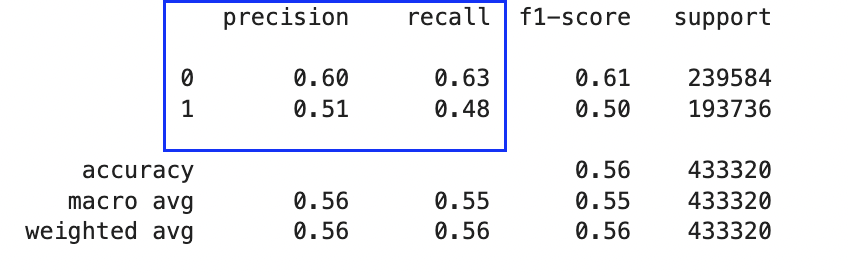 precision recall f1-score support
0 0.60 0.63 0.61 239584
1 0.51 0.48 0.50 193736
accuracy 0.56 433320
macro avg 0.56 0.55 0.55 433320
weighted avg 0.56 0.56 0.56 433320